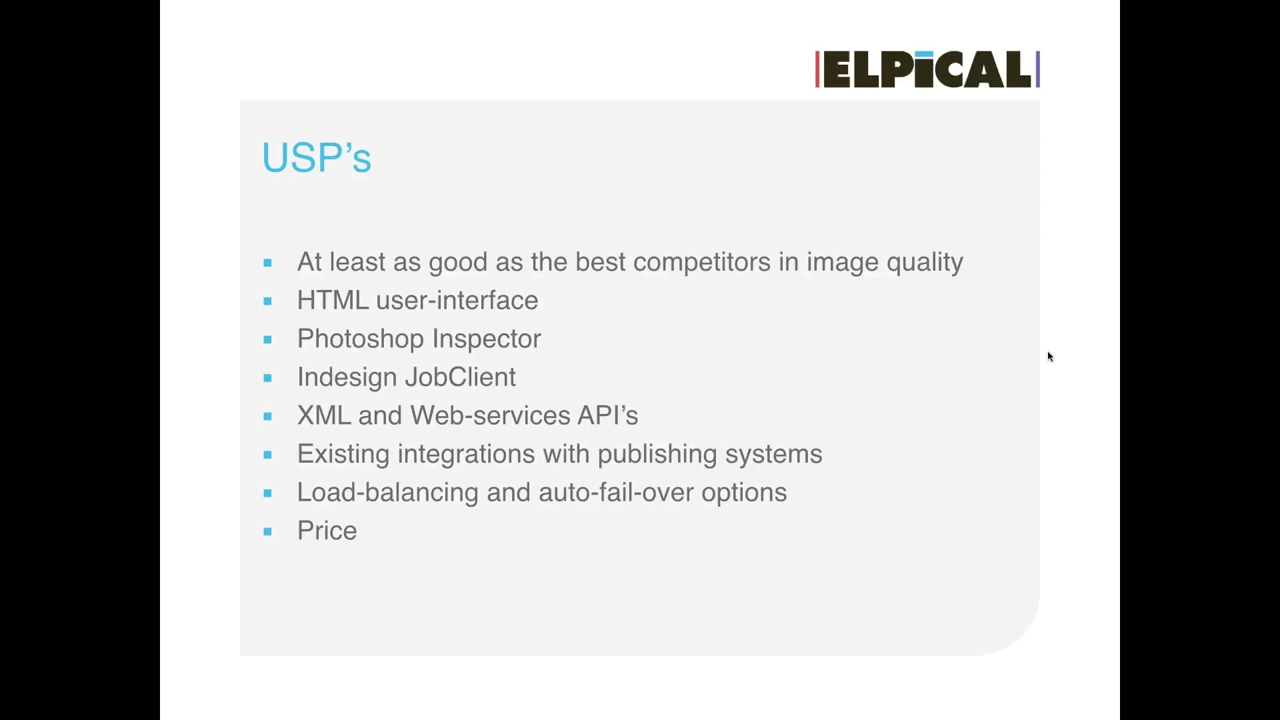 ELPICAL
USP’s
At least as good as the best competitors in image quality
HTML user-interface
Photoshop Inspector
Indesign JobClient
XML and Web-services API’s
Existing integrations with publishing systems
Load-balancing and auto-fail-over options
Price